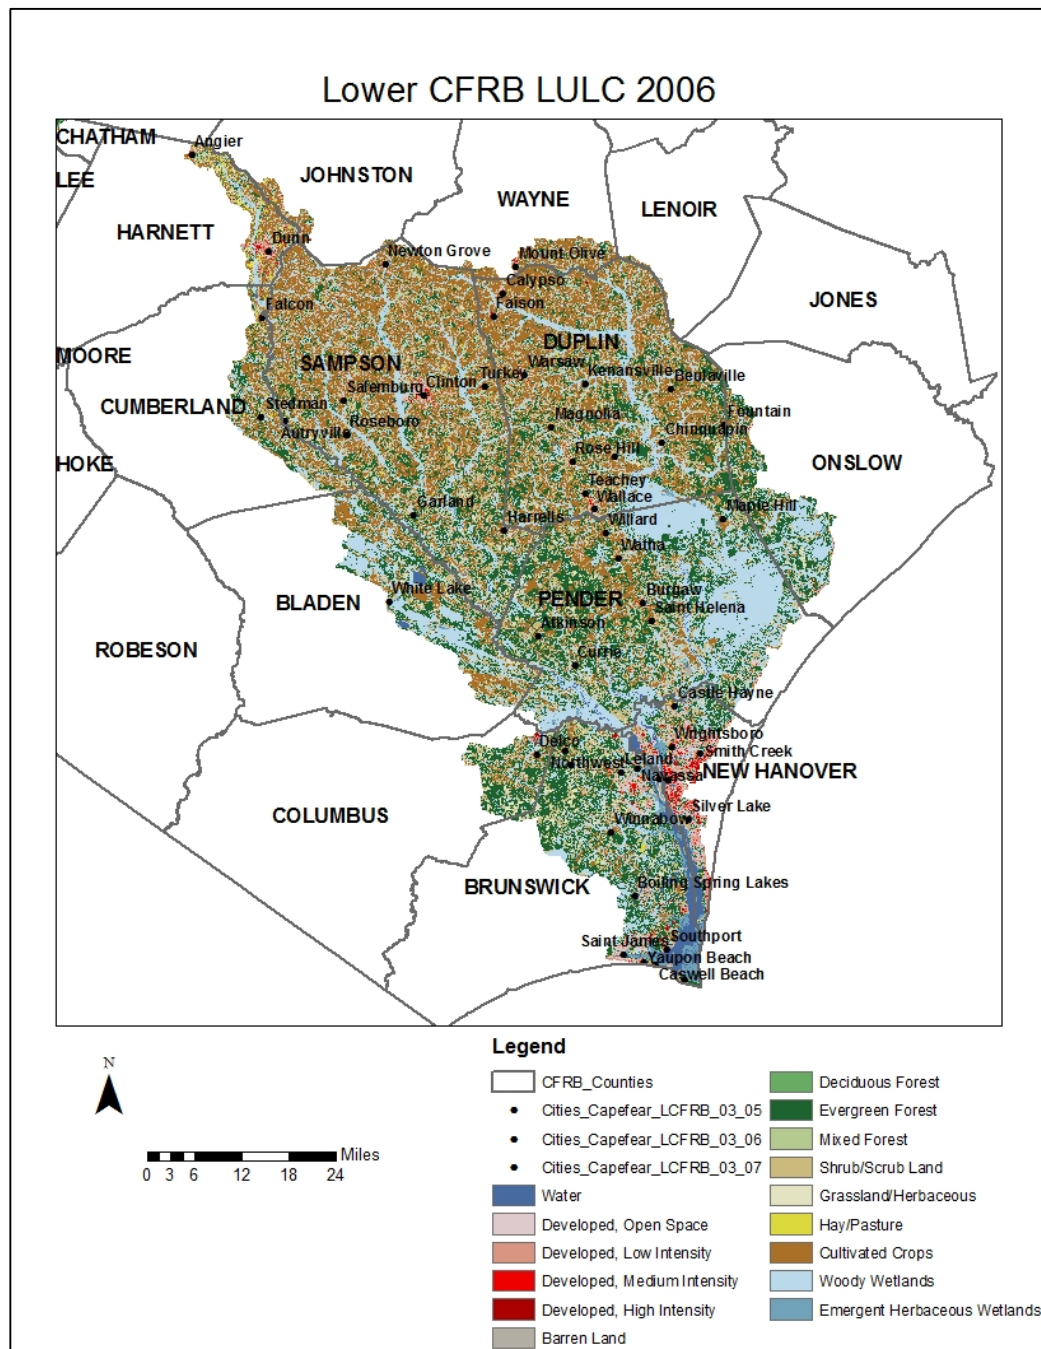 Lower CFRB LULC 2006
CHATHAM
Angier
LEE
JOHNSTON
WAYNE
LENOIR
HARNETT
Dunn
Newton Grove
Mount Olive
Calypso
JONES
Falcon
Faison
DUPLIN
MOORE
SAMPSON
Warsaw
Turkey
Kenansville
Beulaville
Salemburg
Clinton
CUMBERLAND
Stedman
Magnolia
Fountain
Autryville
Roseboro
Chinquapin
HOKE
Rose Hill
ONSLOW
Teachey
Wallace
Garland
Harrells
Willard
Maple Hill
Watha
White Lake
BLADEN
PENDER
Burgaw
Saint Helena
Atkinson
ROBESON
Currie
Castle Hayne
Delco
Wrightsboro
Smith Creek
Northwest
Leland
Navassa
NEW HANOVER
Silver Lake
COLUMBUS
Winnabow
BRUNSWICK
Boiling Spring Lakes
Saint James
Southport
Yaupon Beach
Caswell Beach
Legend
CFRB_Counties
Cities_Capefear_LCFRB_03_05
Cities_Capefear_LCFRB_03_06
Cities_Capefear_LCFRB_03_07
Water
Developed, Open Space
Developed, Low Intensity
Developed, Medium Intensity
Developed, High Intensity
Barren Land
Deciduous Forest
Evergreen Forest
Mixed Forest
Shrub/Scrub Land
Grassland/Herbaceous
Hay/Pasture
Cultivated Crops
Woody Wetlands
Emergent Herbaceous Wetlands
N
Miles
0 3 6 12 18 24